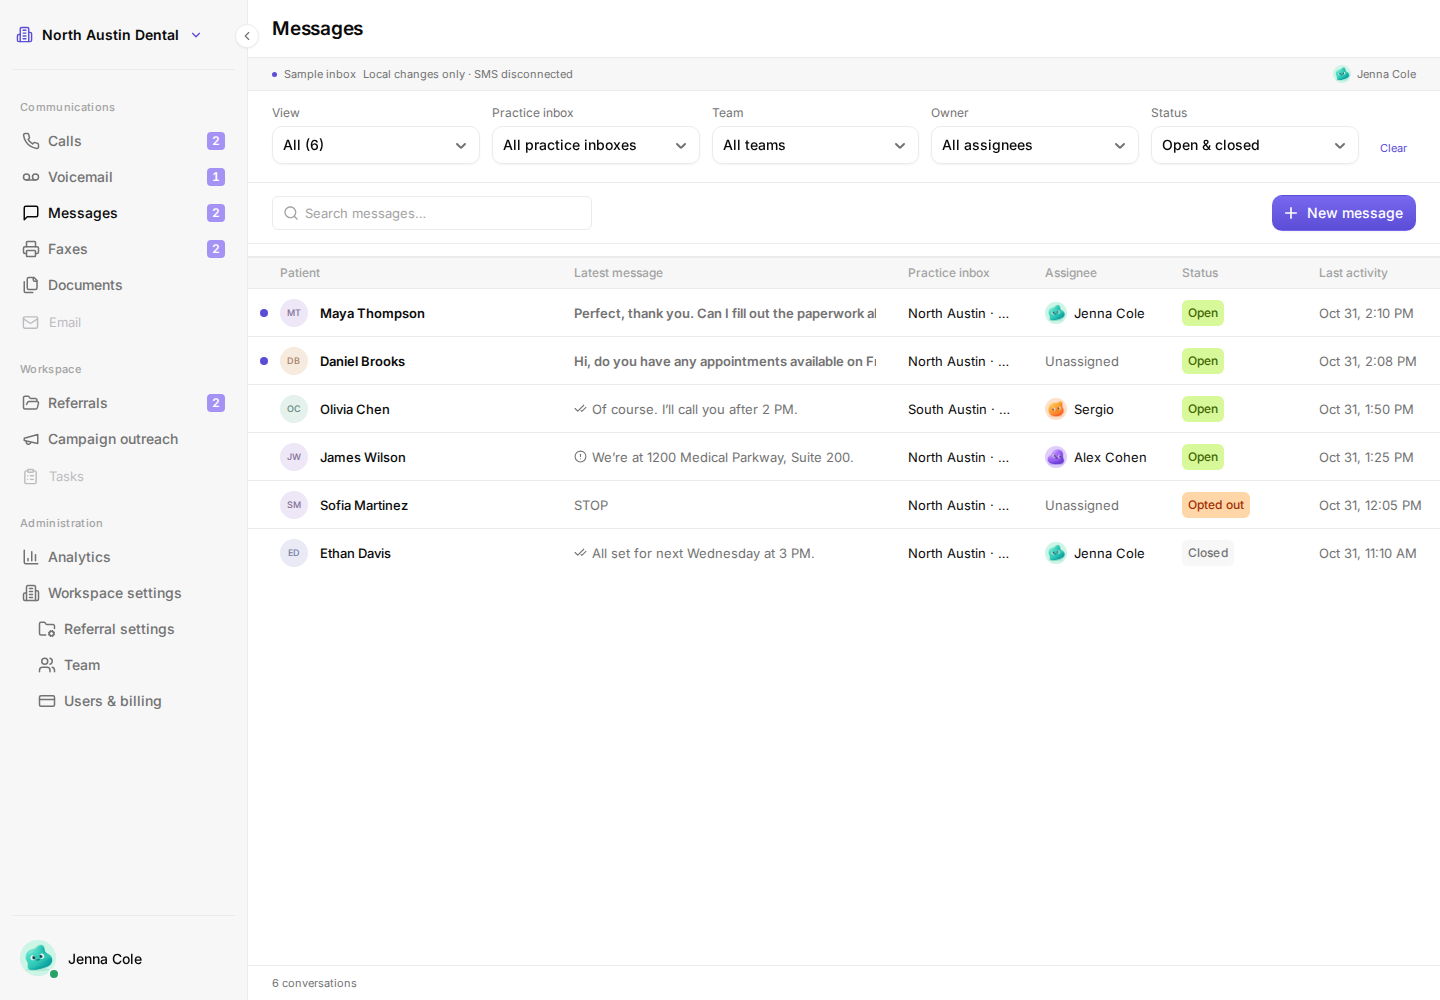 North Austin Dental
Messages
Sample inbox Local changes only · SMS disconnected
Jenna Cole
Communications
Calls 2
Voicemail 1
Messages 2
Faxes 2
Documents
Email
Workspace
Referrals 2
Campaign outreach
Tasks
Administration
Analytics
Workspace settings
Referral settings
Team
Users & billing
Jenna Cole
View Practice inbox Team Owner Status
All (6) All practice inboxes All teams All assignees Open & closed Clear
Search messages... New message
Patient Latest message Practice inbox Assignee Status Last activity
MT Maya Thompson Perfect, thank you. Can I fill out the paperwork North Austin · ... Jenna Cole Open Oct 31, 2:10 PM
DB Daniel Brooks Hi, do you have any appointments available on North Austin · ... Unassigned Open Oct 31, 2:08 PM
OC Olivia Chen Of course. I’ll call you after 2 PM. South Austin · ... Sergio Open Oct 31, 1:50 PM
JW James Wilson We’re at 1200 Medical Parkway, Suite 200. North Austin · ... Alex Cohen Open Oct 31, 1:25 PM
SM Sofia Martinez STOP North Austin · ... Unassigned Opted out Oct 31, 12:05 PM
ED Ethan Davis All set for next Wednesday at 3 PM. North Austin · ... Jenna Cole Closed Oct 31, 11:10 AM
6 conversations